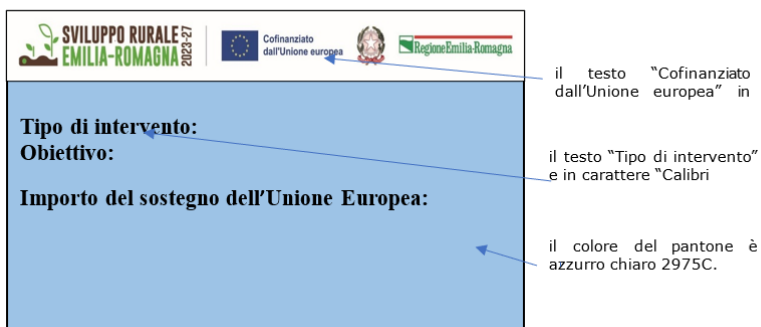 SVILUPPO RURALE
EMILIA-ROMAGNA
2023-27
Cofinanziato
dall'Unione europea
RegioneEmilia-Romagna
il testo "Cofinanziato
dall'Unione europea" in
Tipo di intervento:
Obiettivo:
il testo "Tipo di intervento"
e in carattere "Calibri
Importo del sostegno dell'Unione Europea:
il colore del pantone è
azzurro chiaro 2975C.